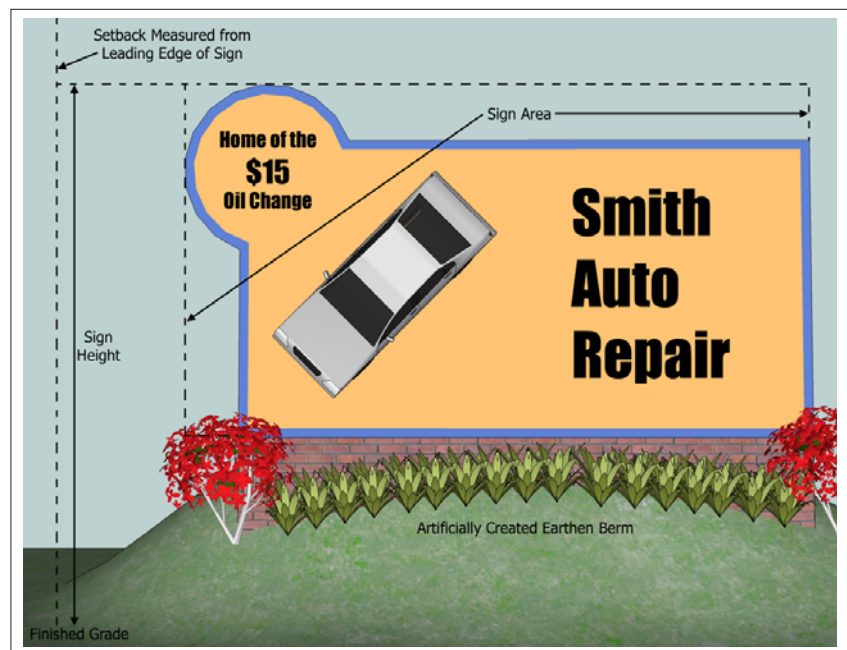 Setback Measured from
Leading Edge of Sign
Sign Area
Home of the
$15
Oil Change
Smith
Auto
Repair
Sign
Height
Artificially Created Earthen Berm
Finished Grade